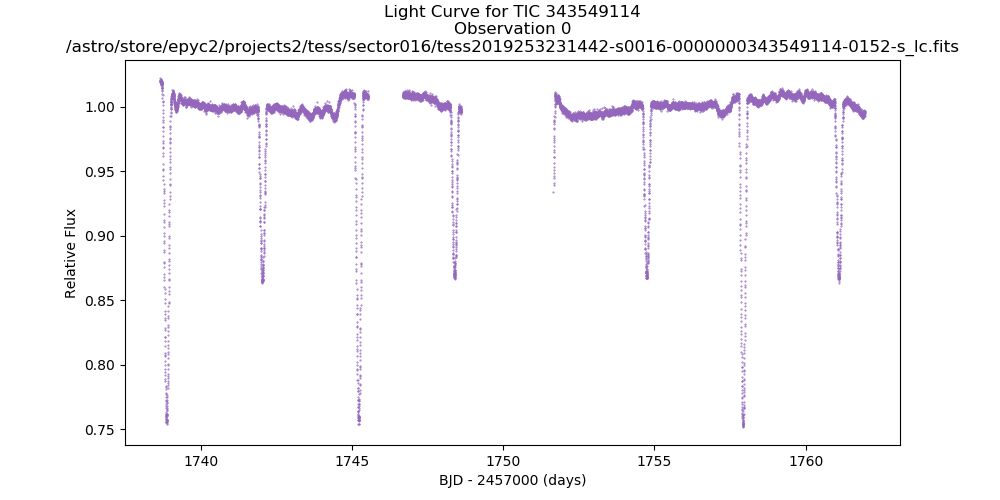 Light Curve for TIC 343549114
Observation 0
/astro/store/epyc2/projects2/tess/sector016/tess2019253231442-s0016-0000000343549114-0152-s_lc.fits
Relative Flux
1.00
0.95
0.90
0.85
0.80
0.75
1740
1745
1750
1755
1760
BJD - 2457000 (days)